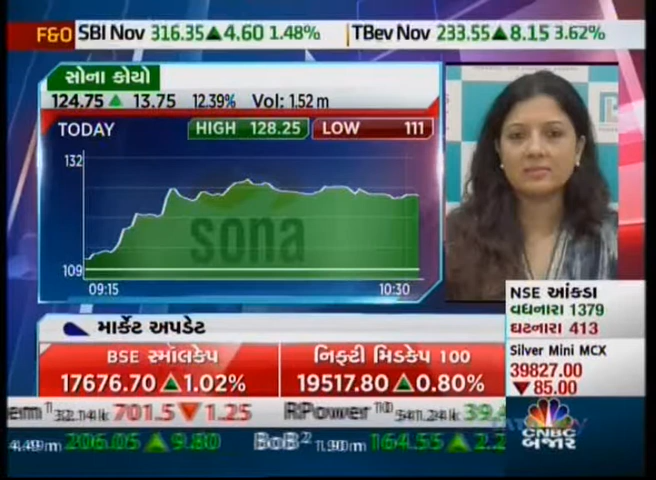 F&O SBI Nov 316.35▲4.60 1.48% TBev Nov 233.55▲8.15 3.62%
સોના કોયો
124.75 ▲ 13.75 12.39% Vol: 1.52 m
TODAY HIGH 128.25 LOW 111
132
sona
109
09:15 10:30
NSE આંકડા
વધનારા 1379
ઘટનારા 413
માર્કેટ અપડેટ
BSE સ્મૉલકેપ નિફ્ટી મિડકેપ 100
17676.70▲1.02% 19517.80▲0.80%
Silver Mini MCX
39827.00
▼85.00
701.5▼1.25 RPower
206.05▲9.80 BoB 164.55▲2.2
CNBC
બજાર